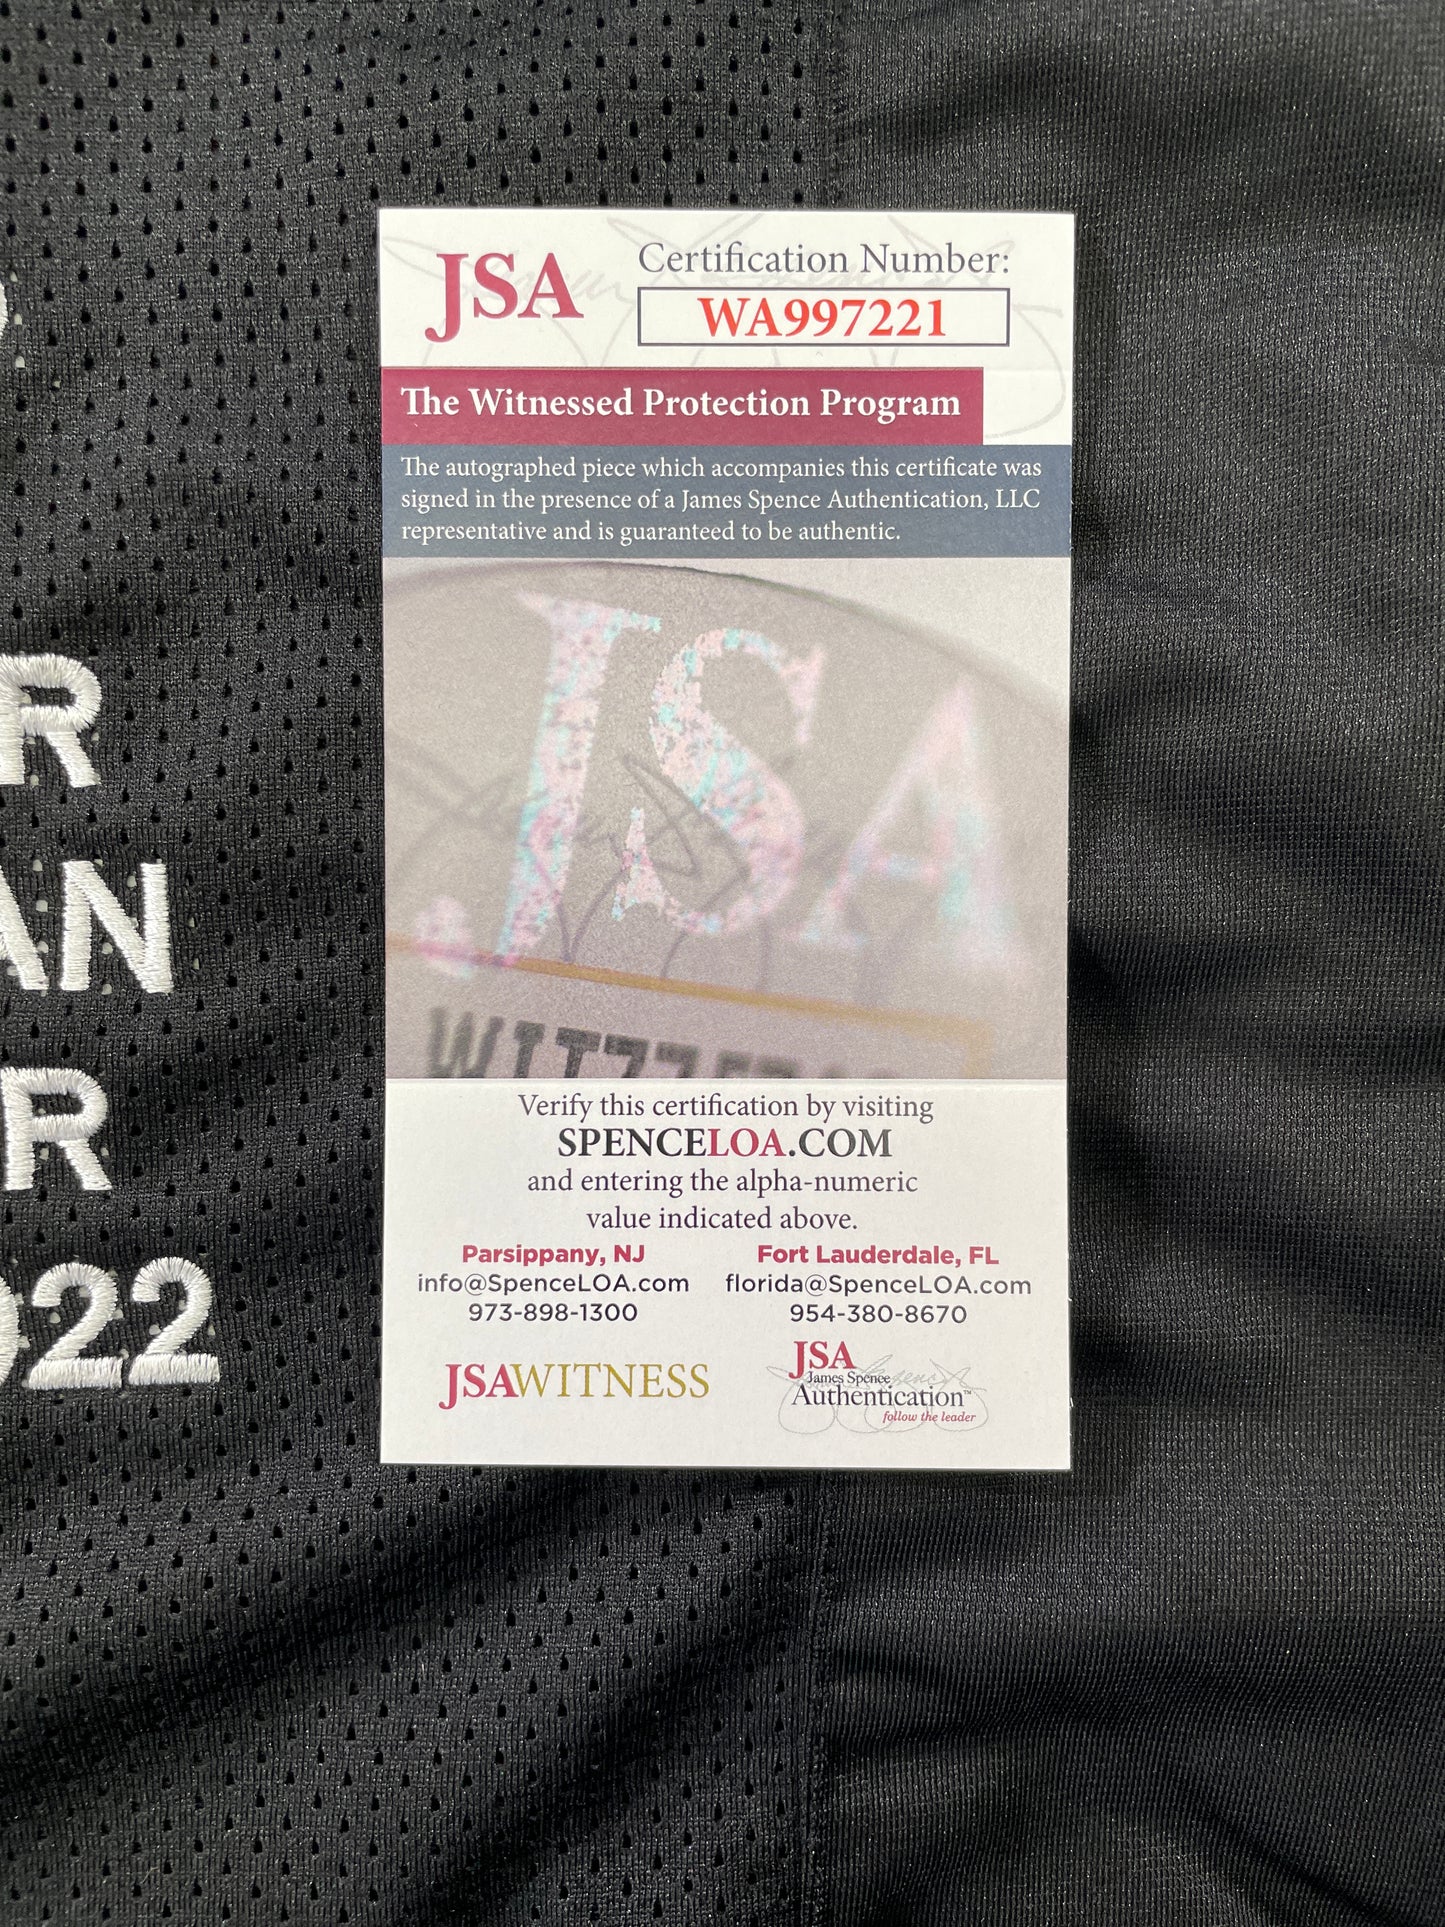 JSA
Certification Number:
WA997221
The Witnessed Protection Program
The autographed piece which accompanies this certificate was
signed in the presence of a James Spence Authentication, LLC
representative and is guaranteed to be authentic.
JSA
Verify this certification by visiting
SPENCELOA.COM
and entering the alpha-numeric
value indicated above.
Parsippany, NJ
info@SpenceLOA.com
973-898-1300
Fort Lauderdale, FL
florida@SpenceLOA.com
954-380-8670
JSAWITNESS
JSA
James Spence
Authentication™
follow the leader
R
AN
R
022